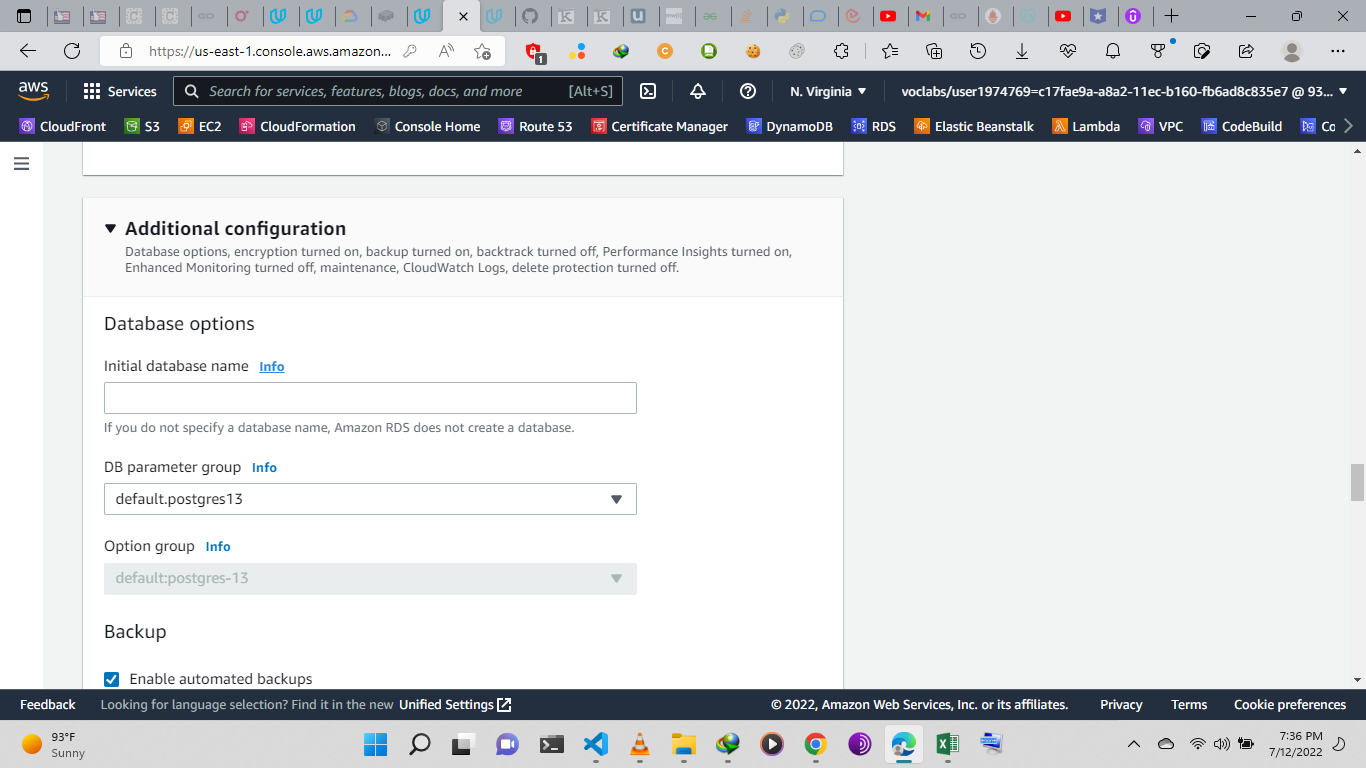 https://us-east-1.console.aws.amazon...
1
aws
Services
Search for services, features, blogs, docs, and more [Alt+S]
N. Virginia
voclabs/user1974769=c17fae9a-a8a2-11ec-b160-fb6ad8c835e7 @ 93...
CloudFront
S3
EC2
CloudFormation
Console Home
Route 53
Certificate Manager
DynamoDB
RDS
Elastic Beanstalk
Lambda
VPC
CodeBuild
Co
Additional configuration
Database options, encryption turned on, backup turned on, backtrack turned off, Performance Insights turned on,
Enhanced Monitoring turned off, maintenance, CloudWatch Logs, delete protection turned off.
Database options
Initial database name Info
If you do not specify a database name, Amazon RDS does not create a database.
DB parameter group Info
default.postgres13
Option group Info
default:postgres-13
Backup
Enable automated backups
Feedback
Looking for language selection? Find it in the new Unified Settings
© 2022, Amazon Web Services, Inc. or its affiliates.
Privacy
Terms
Cookie preferences
93°F
Sunny
7:36 PM
7/12/2022